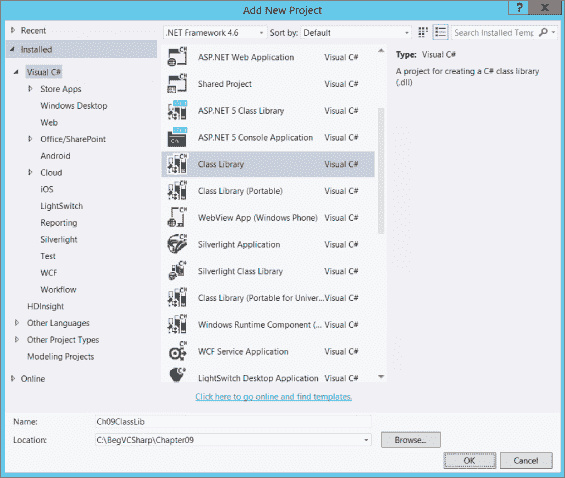 Add New Project
?
Recent
Installed
Visual C#
Store Apps
Windows Desktop
Web
Office/SharePoint
Android
Cloud
iOS
LightSwitch
Reporting
Silverlight
Test
WCF
Workflow
HDInsight
Other Languages
Other Project Types
Modeling Projects
Online
.NET Framework 4.6 Sort by: Default
Search Installed Temp
ASP.NET Web Application Visual C#
Shared Project Visual C#
ASP.NET 5 Class Library Visual C#
ASP.NET 5 Console Application Visual C#
Class Library Visual C#
Class Library (Portable) Visual C#
WebView App (Windows Phone) Visual C#
Silverlight Application Visual C#
Silverlight Class Library Visual C#
Class Library (Portable for Univer... Visual C#
Windows Runtime Component (... Visual C#
WCF Service Application Visual C#
LightSwitch Desktop Application Visual C#
Click here to go online and find templates.
Type: Visual C#
A project for creating a C# class library
(.dll)
Name: Ch09ClassLib
Location: C:\BegVCSharp\Chapter09
Browse...
OK Cancel